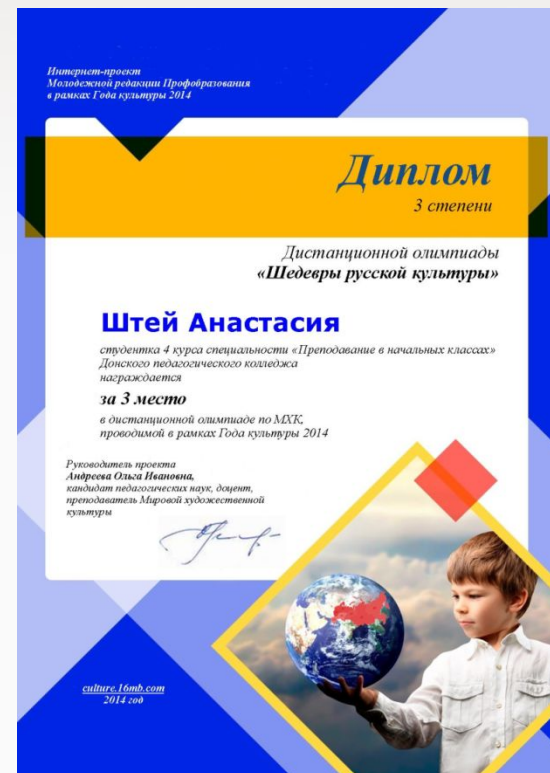 Интернет-проект
Молодежной редакции Профобразования
в рамках Года культуры 2014
Диплом
3 степени
Дистанционной олимпиады
«Шедевры русской культуры»
Штей Анастасия
студентка 4 курса специальности «Преподавание в начальных классах»
Донского педагогического колледжа
награждается
за 3 место
в дистанционной олимпиаде по МХК,
проводимой в рамках Года культуры 2014
Руководитель проекта
Андреева Ольга Ивановна,
кандидат педагогических наук, доцент,
преподаватель Мировой художественной
культуры
culture.16mb.com
2014 год